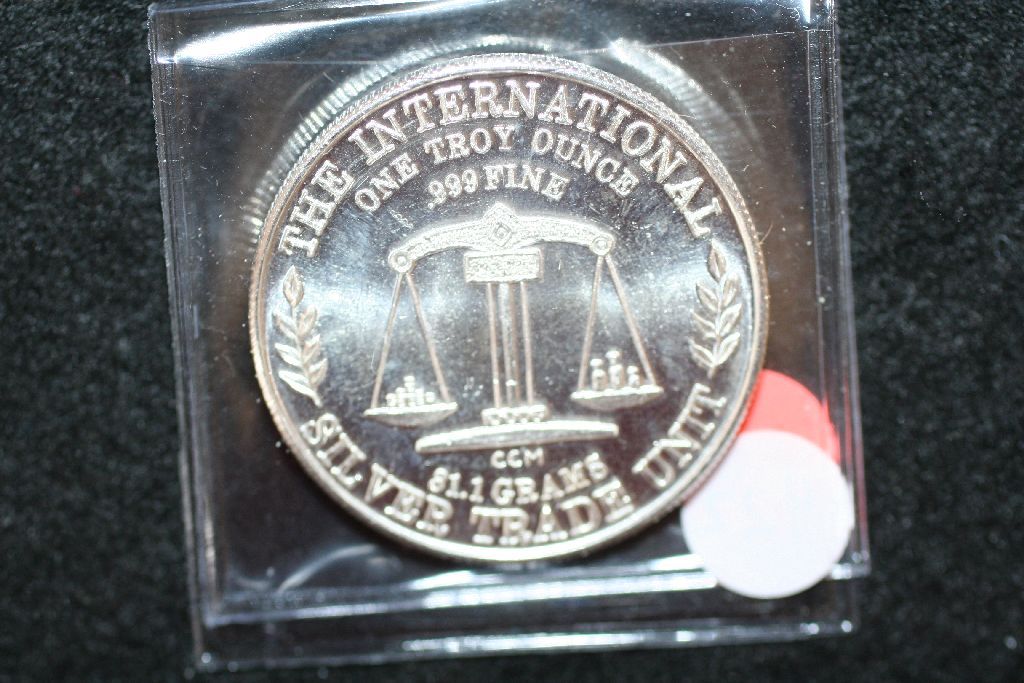 THE INTERNATIONAL
ONE TROY OUNCE
.999 FINE
CCM
31.1 GRAMS
SILVER TRADE UNIT